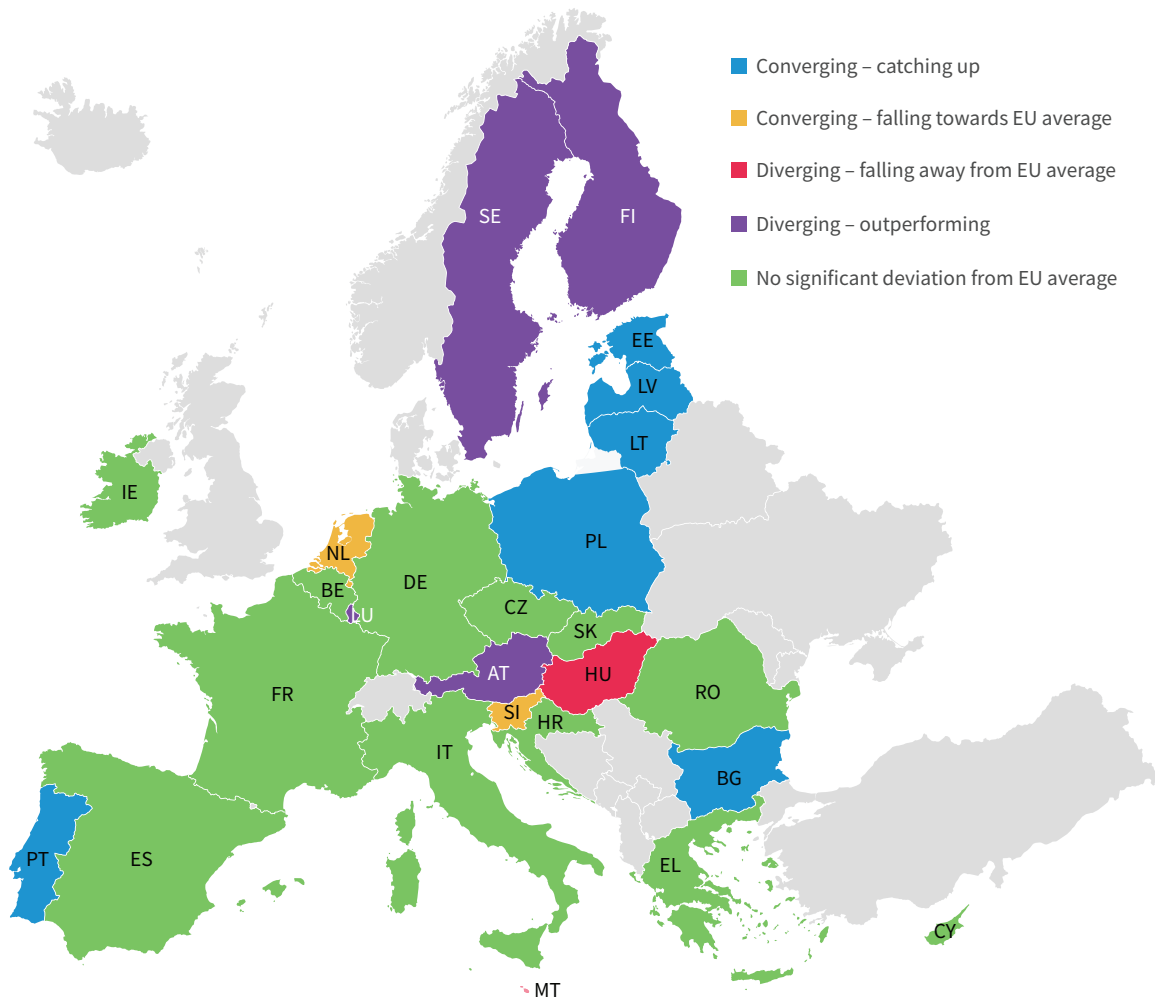 Converging – catching up
Converging – falling towards EU average
Diverging – falling away from EU average
Diverging – outperforming
No significant deviation from EU average
SE
FI
EE
LV
LT
IE
NL
PL
BE
DE
CZ
LU
SK
AT
HU
FR
RO
SI
HR
IT
BG
PT
ES
EL
CY
MT